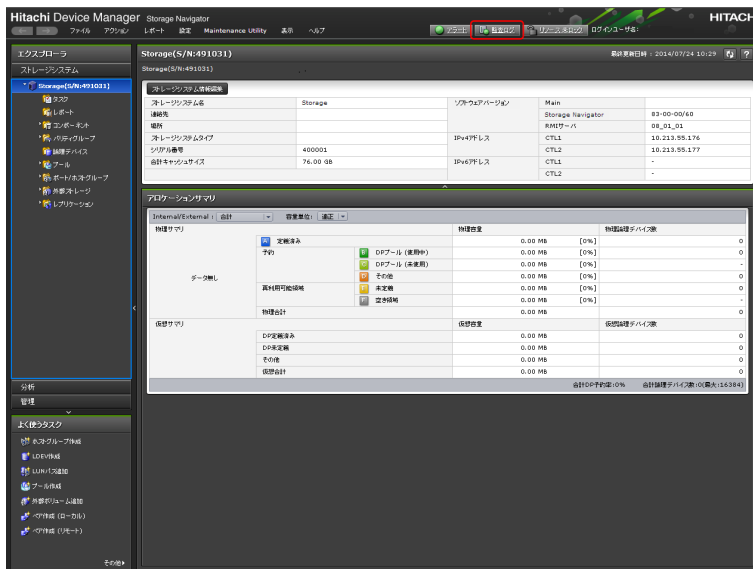 Hitachi Device Manager Storage Navigator
HITACHI
ファイル アクション レポート 設定 Maintenance Utility 表示 ヘルプ
アラート 監査ログ リソース未ロック ログインユーザ名:
エクスプローラ
ストレージシステム
Storage(S/N:491031)
タスク
レポート
コンポーネント
パリティグループ
論理デバイス
プール
ポート/ホストグループ
外部ストレージ
レプリケーション
分析
管理
よく使うタスク
ホストグループ作成
LDEV作成
LUNパス追加
プール作成
外部ボリューム追加
ペア作成 (ローカル)
ペア作成 (リモート)
その他
Storage(S/N:491031)
最終更新日時 : 2014/07/24 10:29
Storage(S/N:491031)
ストレージシステム情報編集
ストレージシステム名 Storage ソフトウェアバージョン Main
連絡先 Storage Navigator 83-00-00/60
場所 RMIサーバ 08_01_01
ストレージシステムタイプ IPv4アドレス CTL1 10.213.55.176
シリアル番号 400001 CTL2 10.213.55.177
合計キャッシュサイズ 76.00 GB IPv6アドレス CTL1 -
CTL2 -
アロケーションサマリ
Internal/External : 合計 容量単位: 適正
物理サマリ 物理容量 物理論理デバイス数
データ無し
定義済み 0.00 MB [0%] 0
予約 DPプール (使用中) 0.00 MB [0%] 0
DPプール (未使用) 0.00 MB [0%] -
その他 0.00 MB [0%] 0
再利用可能領域 未定義 0.00 MB [0%] 0
空き領域 0.00 MB [0%] -
物理合計 0.00 MB 0
仮想サマリ 仮想容量 仮想論理デバイス数
DP定義済み 0.00 MB 0
DP未定義 0.00 MB 0
その他 0.00 MB 0
仮想合計 0.00 MB 0
合計DP予約率:0% 合計論理デバイス数:0(最大:16384)